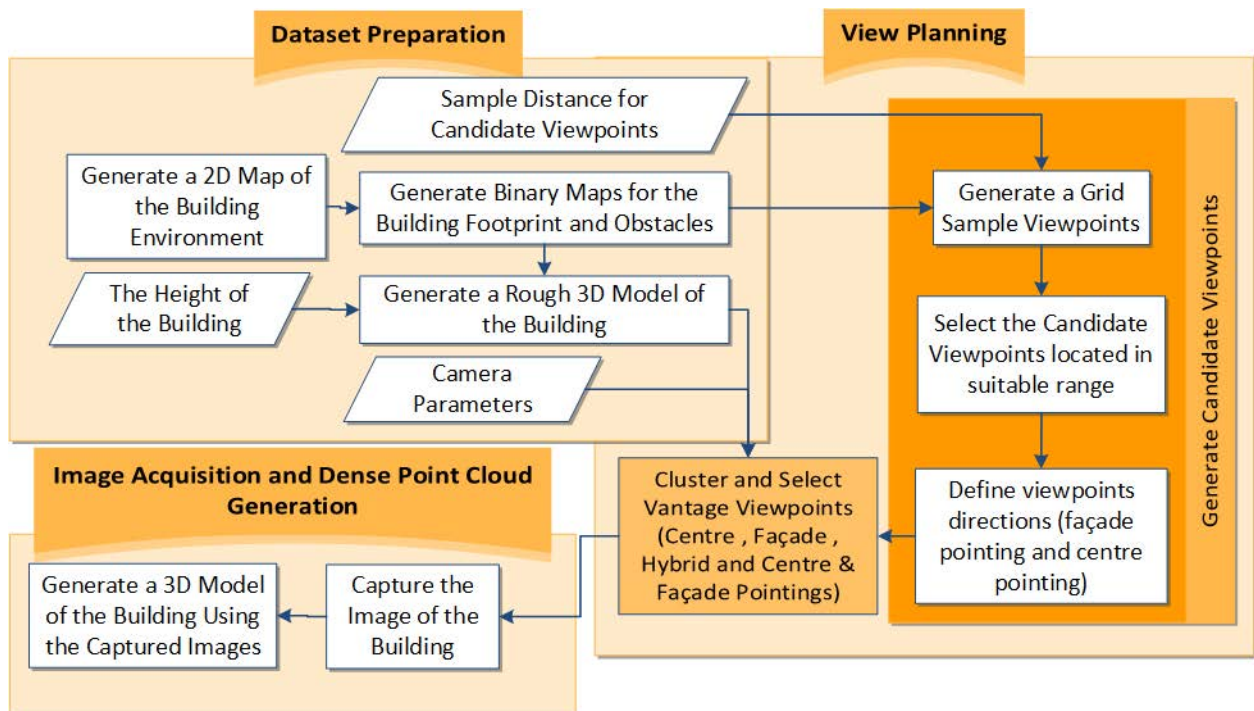 Dataset Preparation
View Planning
Sample Distance for
Candidate Viewpoints
Generate a 2D Map of
the Building
Environment
Generate Binary Maps for the
Building Footprint and Obstacles
Generate a Grid
Sample Viewpoints
The Height of
the Building
Generate a Rough 3D Model of
the Building
Select the Candidate
Viewpoints located in
suitable range
Camera
Parameters
Generate Candidate Viewpoints
Image Acquisition and Dense Point Cloud
Generation
Cluster and Select
Vantage Viewpoints
(Centre , Façade ,
Hybrid and Centre &
Façade Pointings)
Define viewpoints
directions (façade
pointing and centre
pointing)
Generate a 3D Model
of the Building Using
the Captured Images
Capture the
Image of the
Building